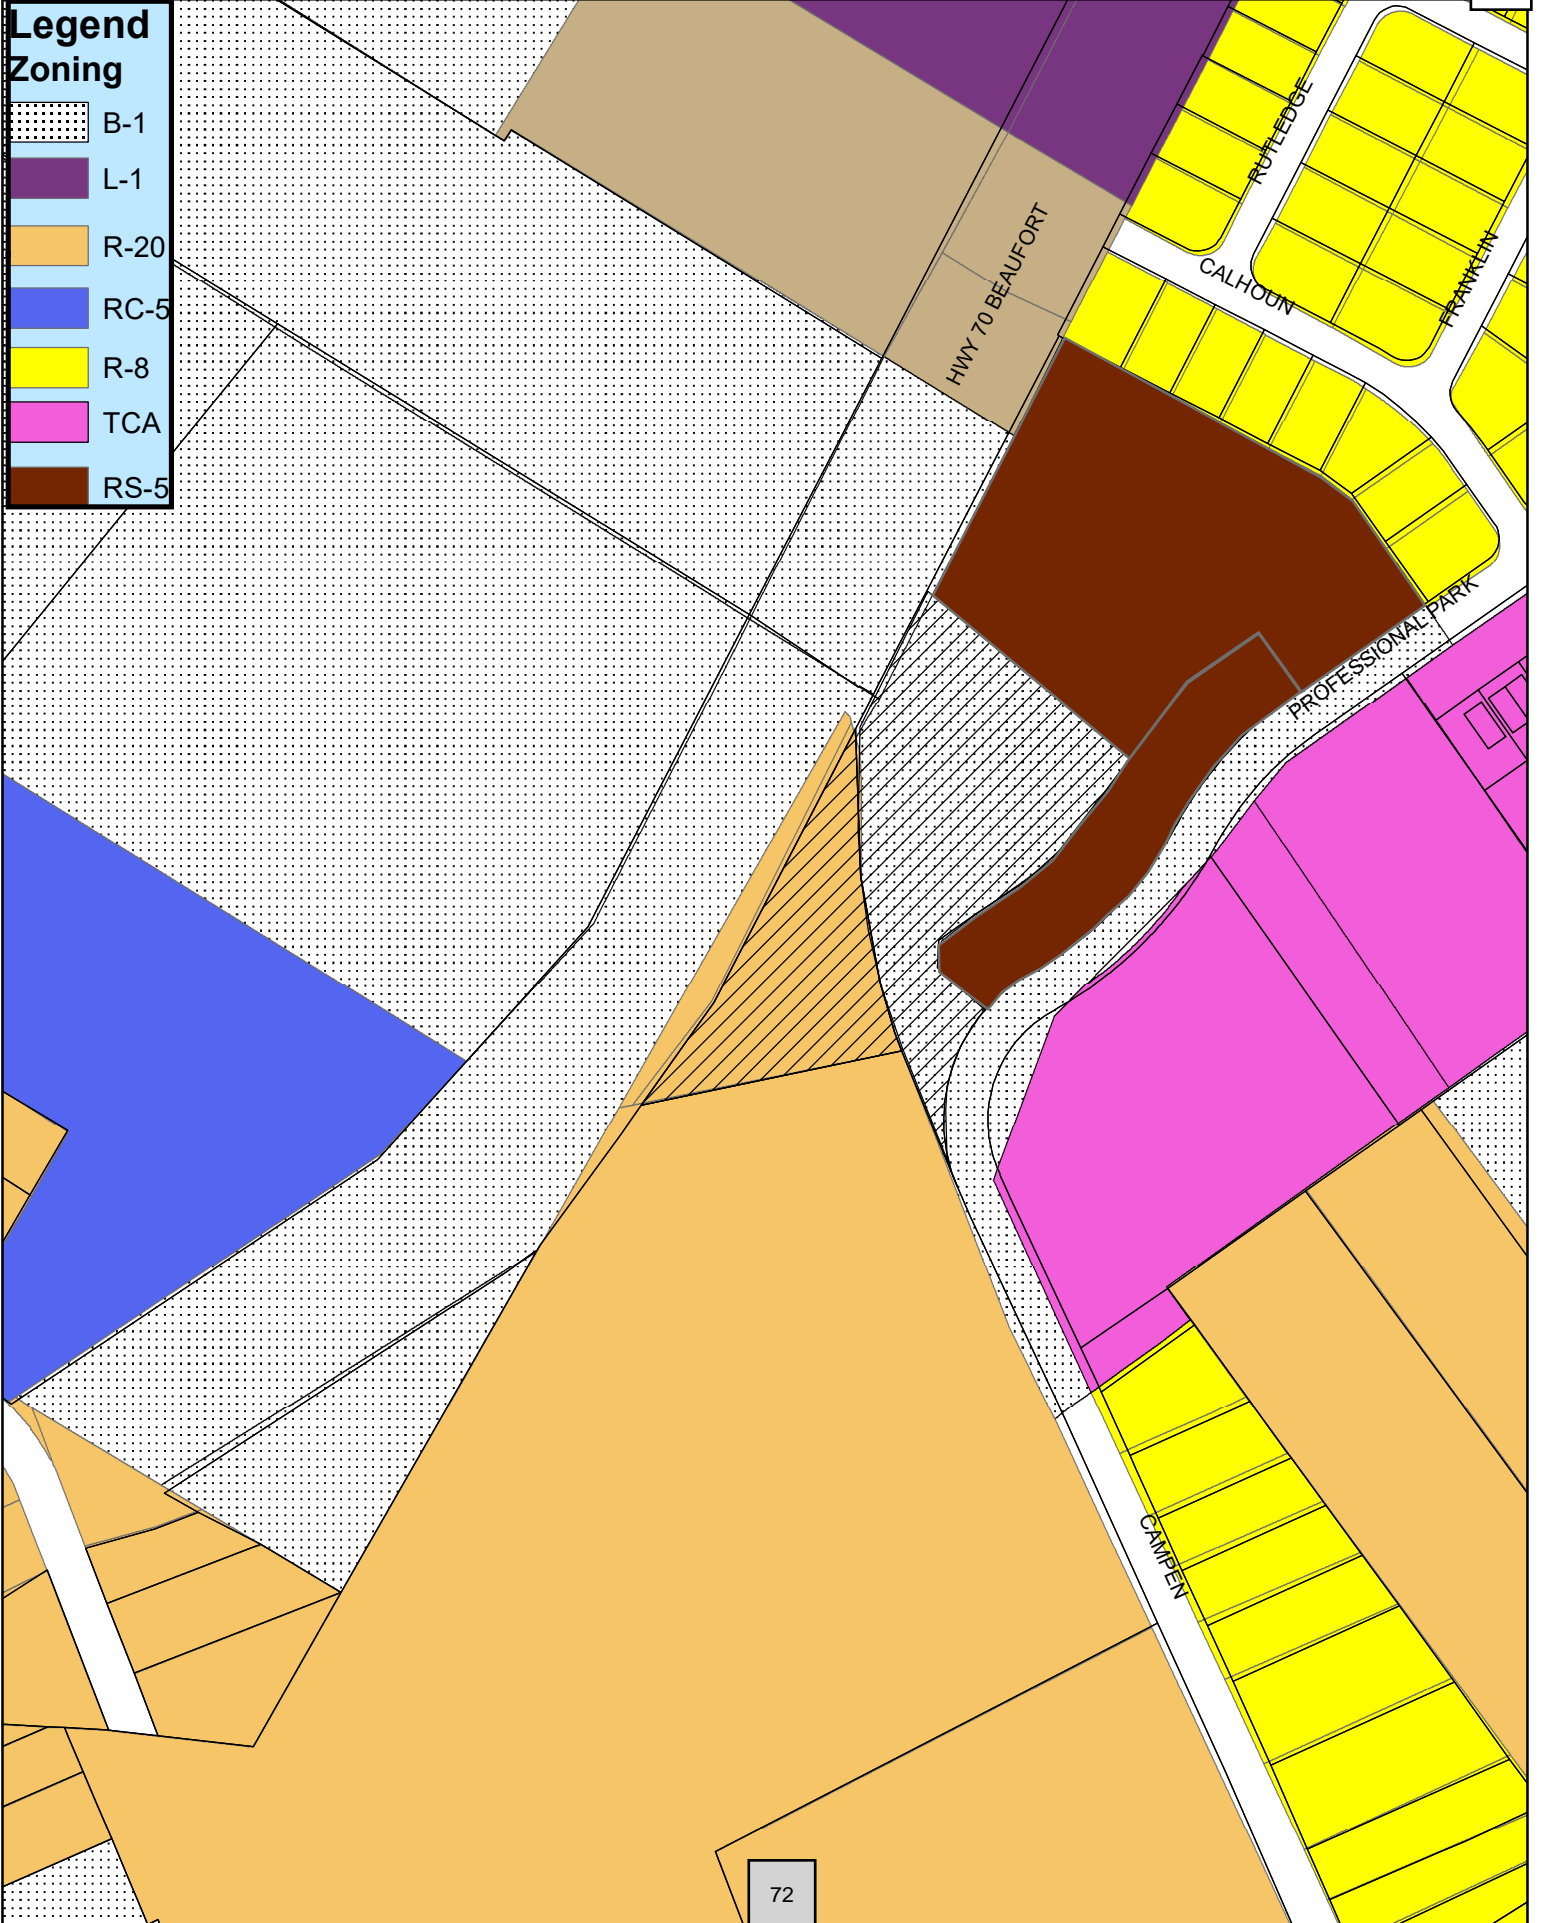 Legend
Zoning
B-1
L-1
R-20
RC-5
R-8
TCA
RS-5
RUTLEDGE
HWY 70 BEAUFORT
CALHOUN
FRANKLIN
PROFESSIONAL PARK
CAMPEN
72